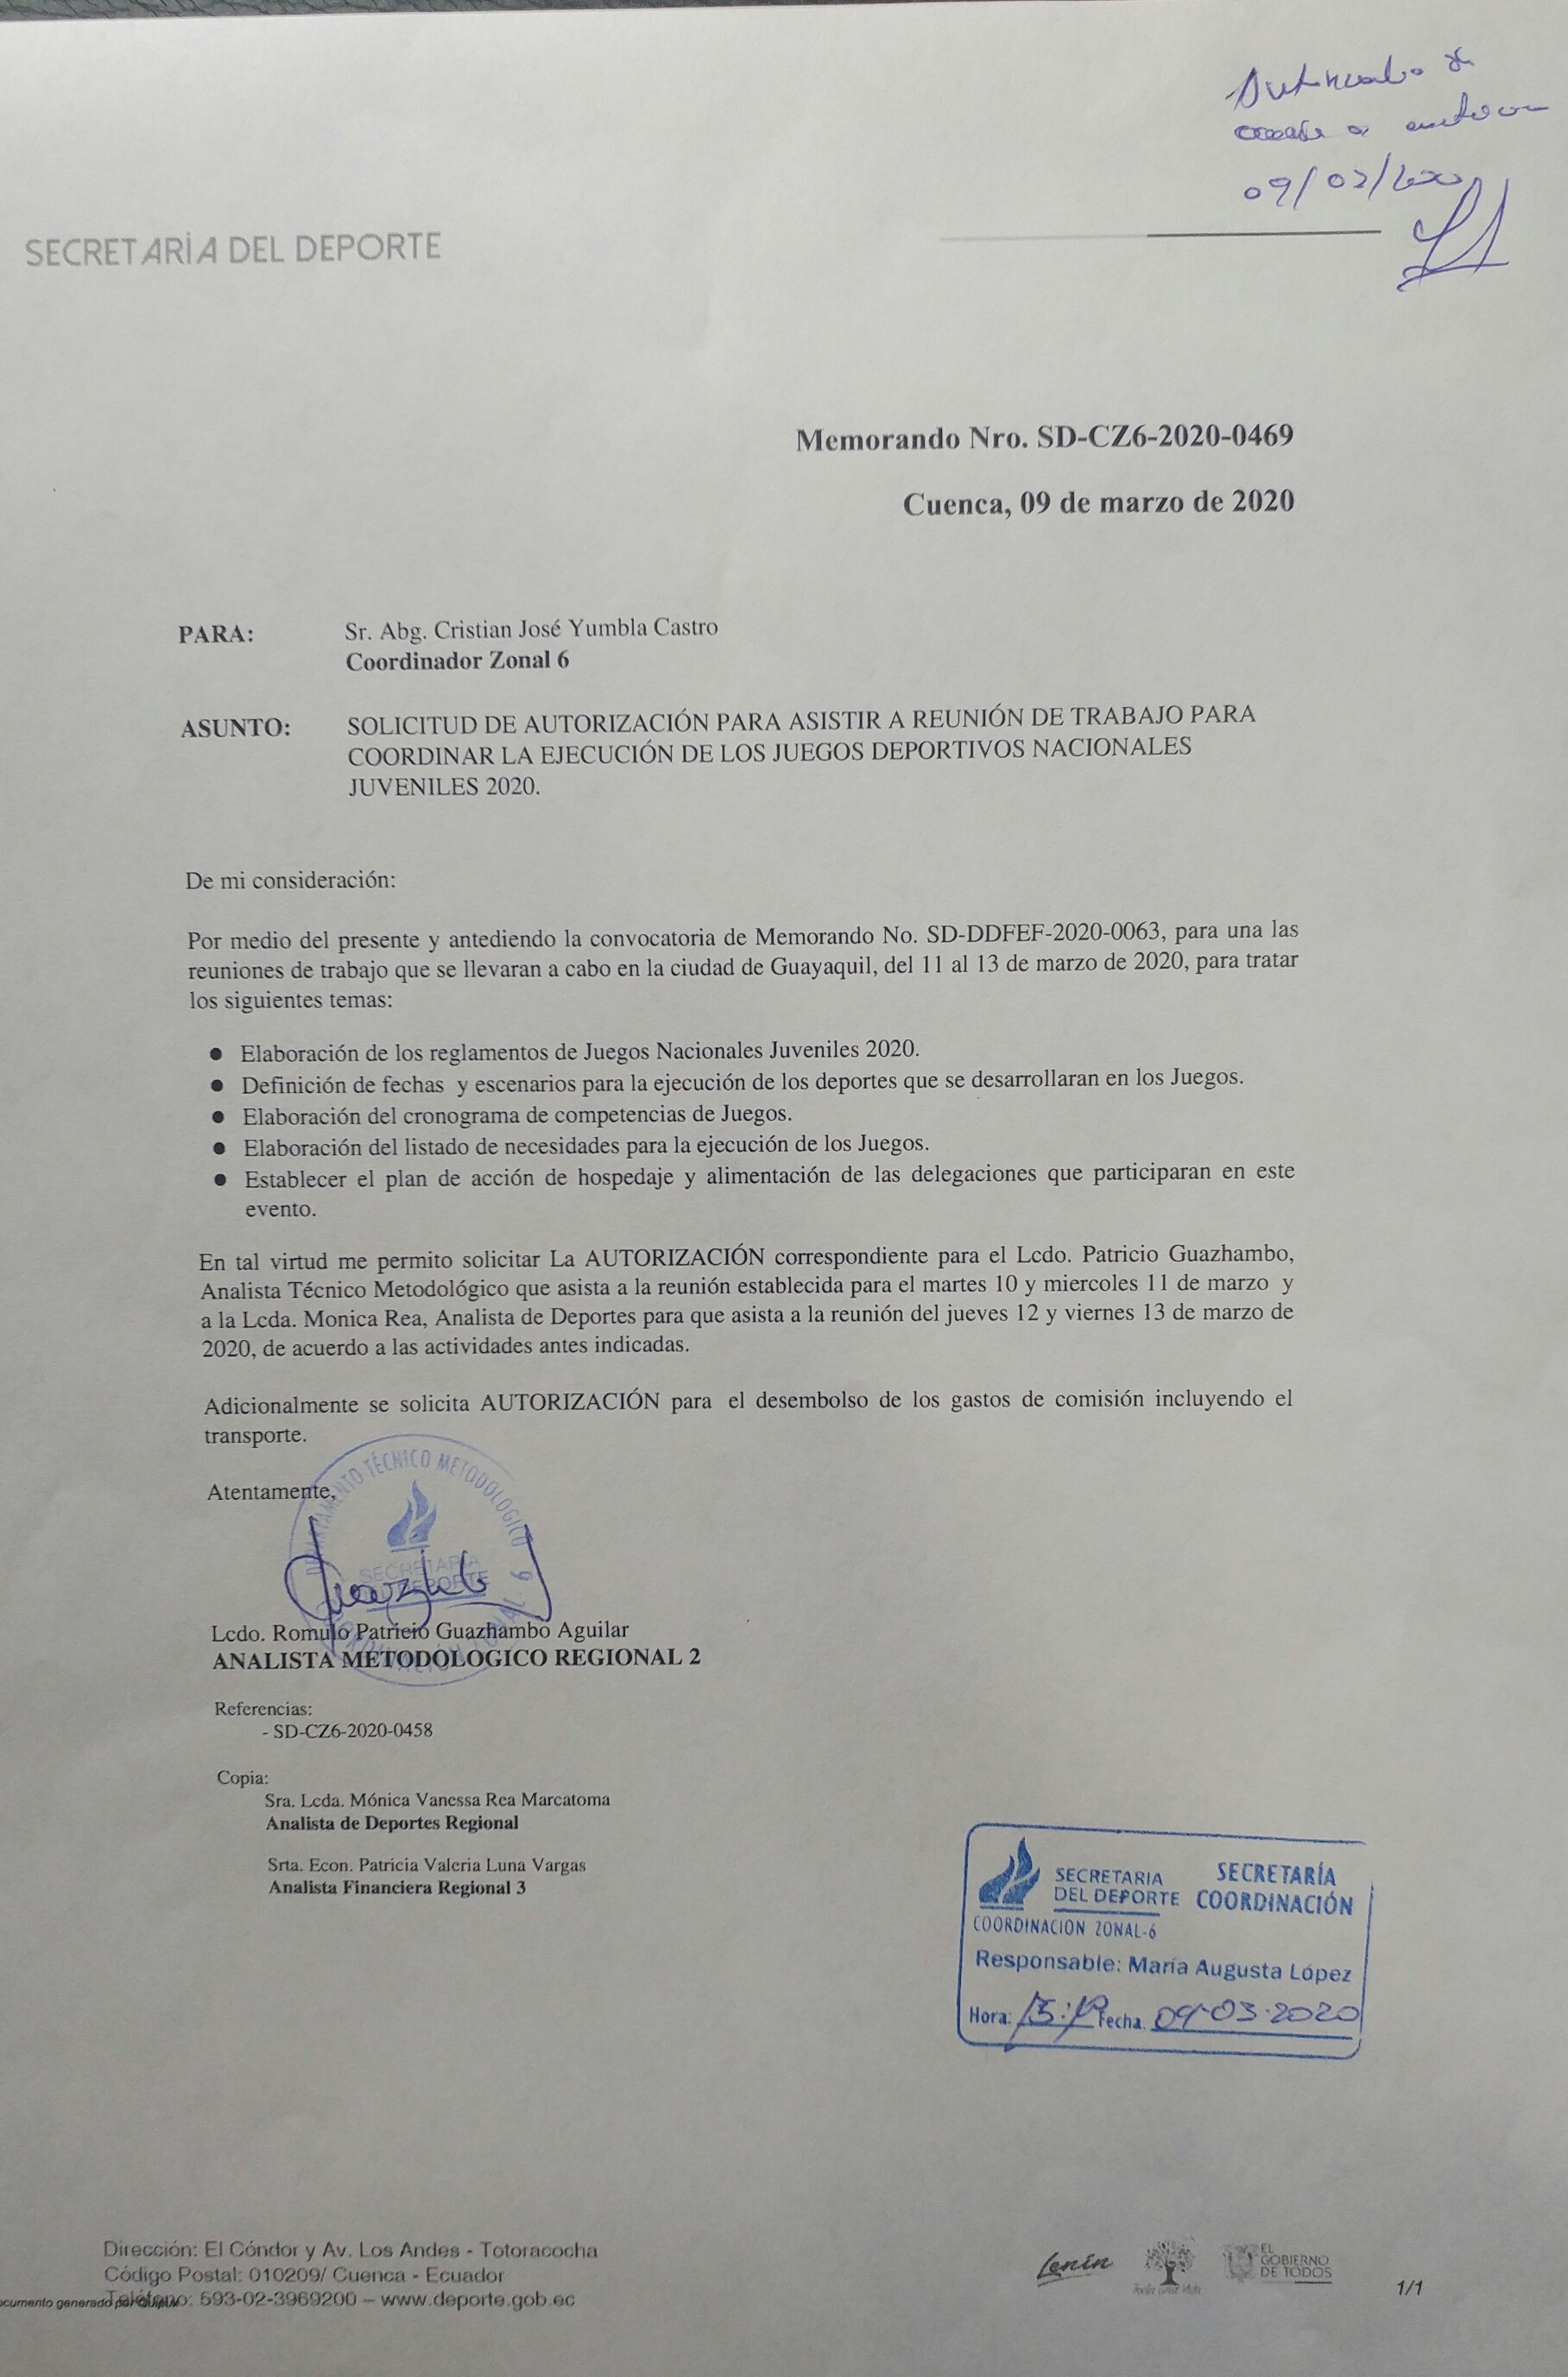 09/03/2020
SECRETARÍA DEL DEPORTE
Memorando Nro. SD-CZ6-2020-0469
Cuenca, 09 de marzo de 2020
PARA: Sr. Abg. Cristian José Yumbla Castro
Coordinador Zonal 6
ASUNTO: SOLICITUD DE AUTORIZACIÓN PARA ASISTIR A REUNIÓN DE TRABAJO PARA
COORDINAR LA EJECUCIÓN DE LOS JUEGOS DEPORTIVOS NACIONALES
JUVENILES 2020.
De mi consideración:
Por medio del presente y antediendo la convocatoria de Memorando No. SD-DDFEF-2020-0063, para una las
reuniones de trabajo que se llevaran a cabo en la ciudad de Guayaquil, del 11 al 13 de marzo de 2020, para tratar
los siguientes temas:
● Elaboración de los reglamentos de Juegos Nacionales Juveniles 2020.
● Definición de fechas y escenarios para la ejecución de los deportes que se desarrollaran en los Juegos.
● Elaboración del cronograma de competencias de Juegos.
● Elaboración del listado de necesidades para la ejecución de los Juegos.
● Establecer el plan de acción de hospedaje y alimentación de las delegaciones que participaran en este
evento.
En tal virtud me permito solicitar La AUTORIZACIÓN correspondiente para el Lcdo. Patricio Guazhambo,
Analista Técnico Metodológico que asista a la reunión establecida para el martes 10 y miercoles 11 de marzo y
a la Lcda. Monica Rea, Analista de Deportes para que asista a la reunión del jueves 12 y viernes 13 de marzo de
2020, de acuerdo a las actividades antes indicadas.
Adicionalmente se solicita AUTORIZACIÓN para el desembolso de los gastos de comisión incluyendo el
transporte.
Atentamente,
TÉCNICO METODOLOGICO
SECRETARÍA
DEL DEPORTE
COORDINACIÓN ZONAL 6
Lcdo. Romulo Patricio Guazhambo Aguilar
ANALISTA METODOLOGICO REGIONAL 2
Referencias:
- SD-CZ6-2020-0458
Copia:
Sra. Lcda. Mónica Vanessa Rea Marcatoma
Analista de Deportes Regional
Srta. Econ. Patricia Valeria Luna Vargas
Analista Financiera Regional 3
SECRETARIA
DEL DEPORTE
SECRETARÍA
COORDINACIÓN
COORDINACION ZONAL-6
Responsable: María Augusta López
Hora: Fecha. 09-03-2020
Dirección: El Cóndor y Av. Los Andes - Totoracocha
Código Postal: 010209/ Cuenca - Ecuador
Teléfono: 593-02-3969200 – www.deporte.gob.ec
documento generado por Quipux
Lenín
EL
GOBIERNO
DE TODOS
1/1